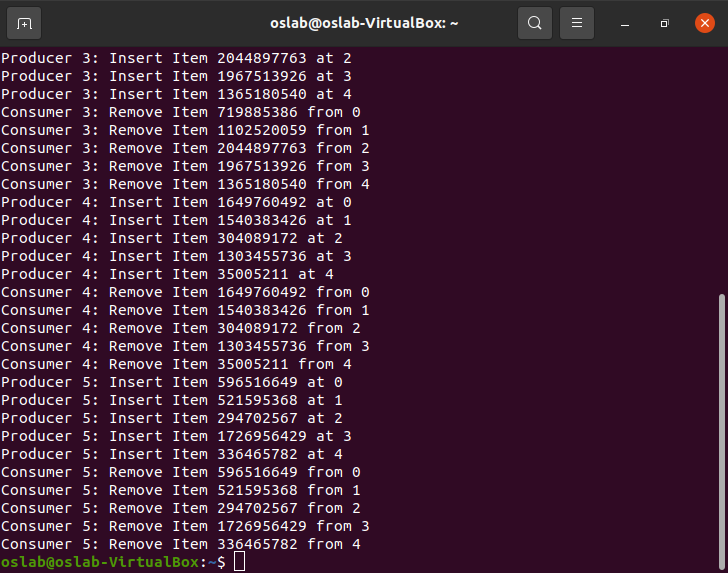 oslab@oslab-VirtualBox: ~
Producer 3: Insert Item 2044897763 at 2
Producer 3: Insert Item 1967513926 at 3
Producer 3: Insert Item 1365180540 at 4
Consumer 3: Remove Item 719885386 from 0
Consumer 3: Remove Item 1102520059 from 1
Consumer 3: Remove Item 2044897763 from 2
Consumer 3: Remove Item 1967513926 from 3
Consumer 3: Remove Item 1365180540 from 4
Producer 4: Insert Item 1649760492 at 0
Producer 4: Insert Item 1540383426 at 1
Producer 4: Insert Item 304089172 at 2
Producer 4: Insert Item 1303455736 at 3
Producer 4: Insert Item 35005211 at 4
Consumer 4: Remove Item 1649760492 from 0
Consumer 4: Remove Item 1540383426 from 1
Consumer 4: Remove Item 304089172 from 2
Consumer 4: Remove Item 1303455736 from 3
Consumer 4: Remove Item 35005211 from 4
Producer 5: Insert Item 596516649 at 0
Producer 5: Insert Item 521595368 at 1
Producer 5: Insert Item 294702567 at 2
Producer 5: Insert Item 1726956429 at 3
Producer 5: Insert Item 336465782 at 4
Consumer 5: Remove Item 596516649 from 0
Consumer 5: Remove Item 521595368 from 1
Consumer 5: Remove Item 294702567 from 2
Consumer 5: Remove Item 1726956429 from 3
Consumer 5: Remove Item 336465782 from 4
oslab@oslab-VirtualBox:~$